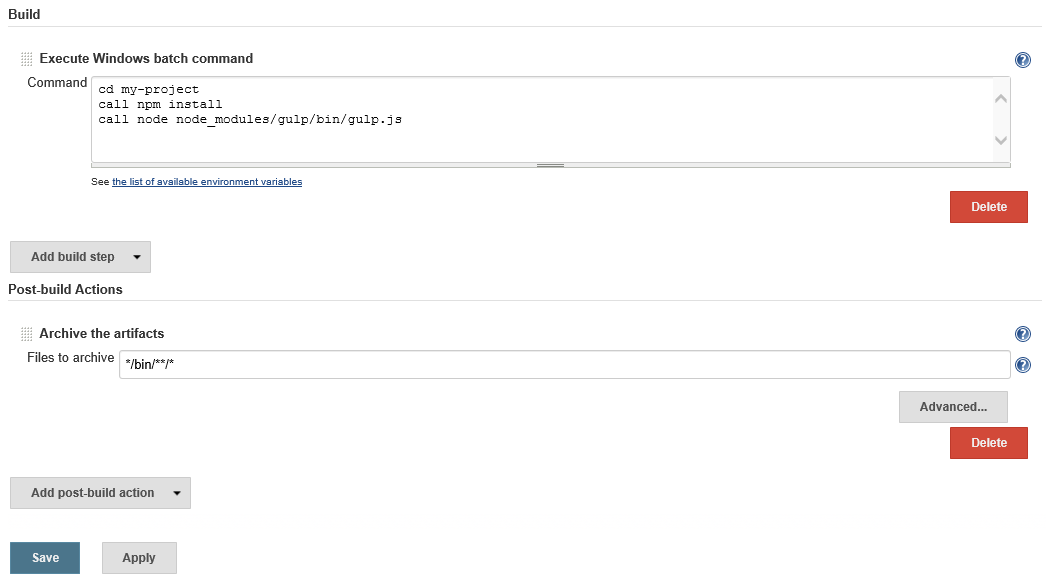 Build
Execute Windows batch command
Command
cd my-project
call npm install
call node node_modules/gulp/bin/gulp.js
See the list of available environment variables
Delete
Add build step
Post-build Actions
Archive the artifacts
Files to archive
*/bin/**/*
Advanced...
Delete
Add post-build action
Save
Apply